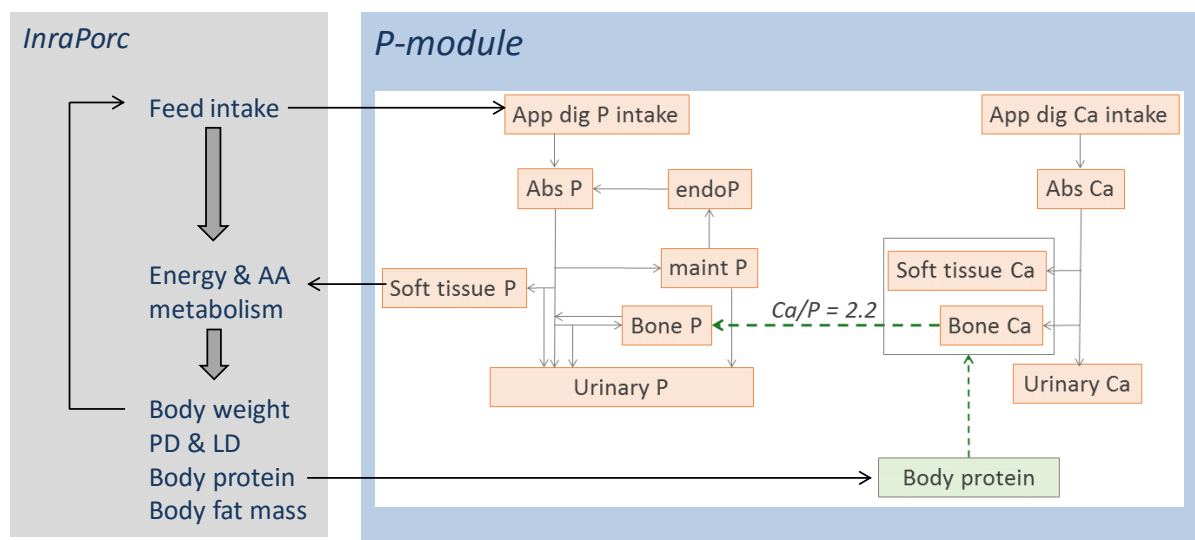 InraPorc
Feed intake
Energy & AA
metabolism
Body weight
PD & LD
Body protein
Body fat mass
P-module
App dig P intake
App dig Ca intake
Abs P
endoP
Abs Ca
maint P
Soft tissue P
Soft tissue Ca
Ca/P = 2.2
Bone P
Bone Ca
Urinary P
Urinary Ca
Body protein